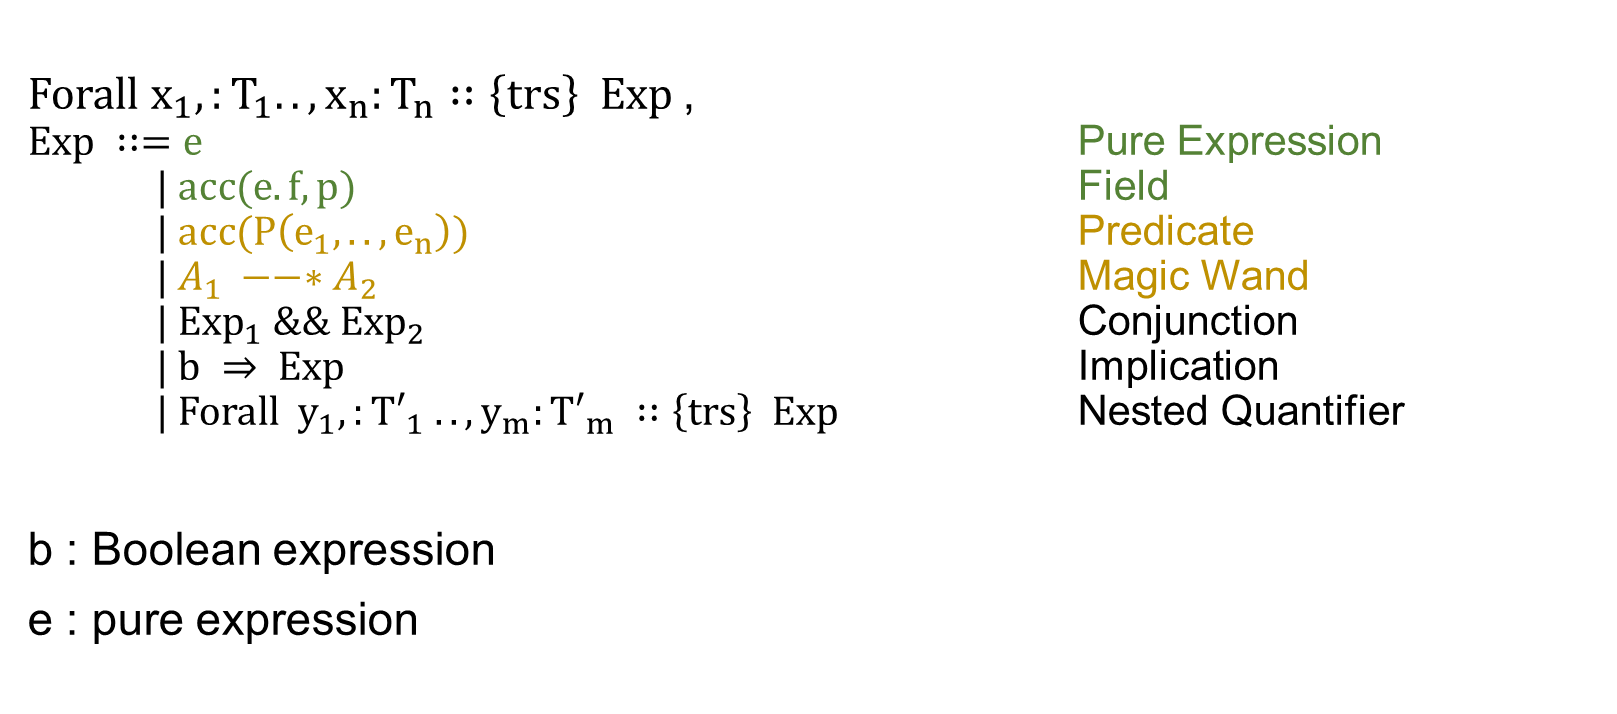 Forall x₁,: T₁. . , xₙ: Tₙ ∷ {trs} Exp ,
Exp ∷= e Pure Expression
| acc(e. f, p) Field
| acc(P(e₁, . . , eₙ)) Predicate
| A₁ −−∗ A₂ Magic Wand
| Exp₁ && Exp₂ Conjunction
| b ⇒ Exp Implication
| Forall y₁,: T′₁ . . , yₘ: T′ₘ ∷ {trs} Exp Nested Quantifier
b : Boolean expression
e : pure expression